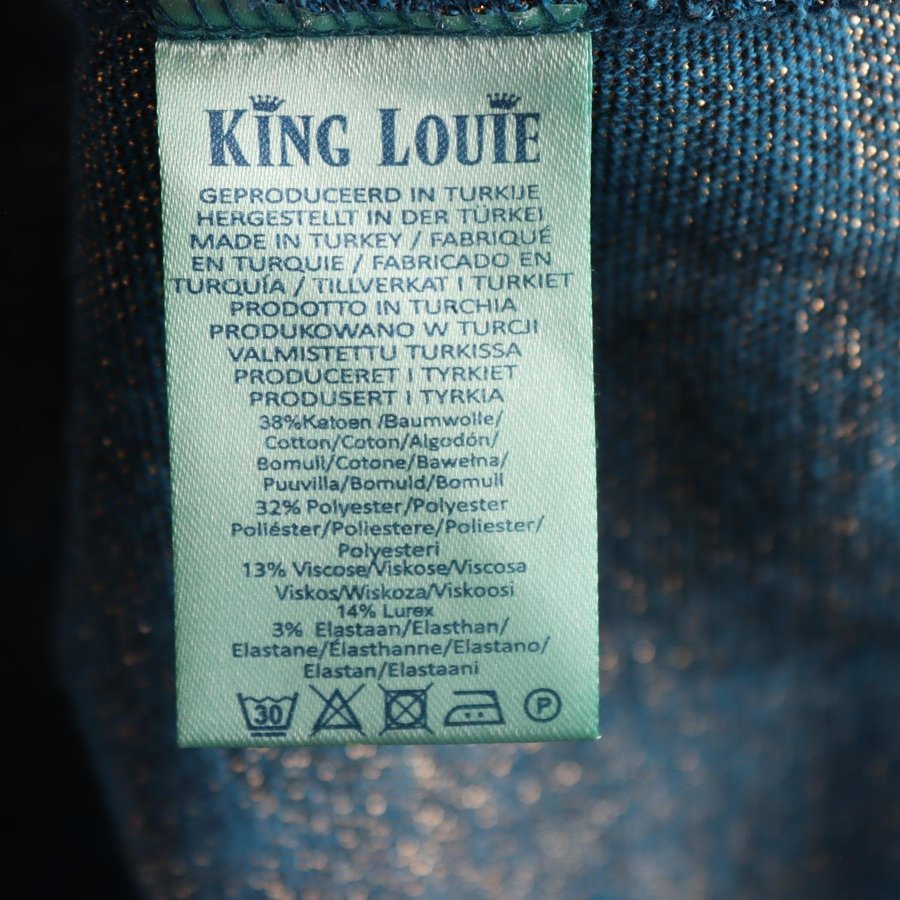 KING LOUIE
GEPRODUCEERD IN TURKIJE
HERGESTELLT IN DER TÜRKEI
MADE IN TURKEY / FABRIQUÉ
EN TURQUIE / FABRICADO EN
TURQUÍA / TILLVERKAT I TURKIET
PRODOTTO IN TURCHIA
PRODUKOWANO W TURCJI
VALMISTETTU TURKISSA
PRODUCERET I TYRKIET
PRODUSERT I TYRKIA
38%Katoen /Baumwolle/
Cotton/Coton/Algodón/
Bomull/Cotone/Bawełna/
Puuvilla/Bomuld/Bomull
32% Polyester/Polyester
Poliéster/Poliestere/Poliester/
Polyesteri
13% Viscose/Viskose/Viscosa
Viskos/Wiskoza/Viskoosi
14% Lurex
3% Elastaan/Elasthan/
Elastane/Élasthanne/Elastano/
Elastan/Elastaani
30 P